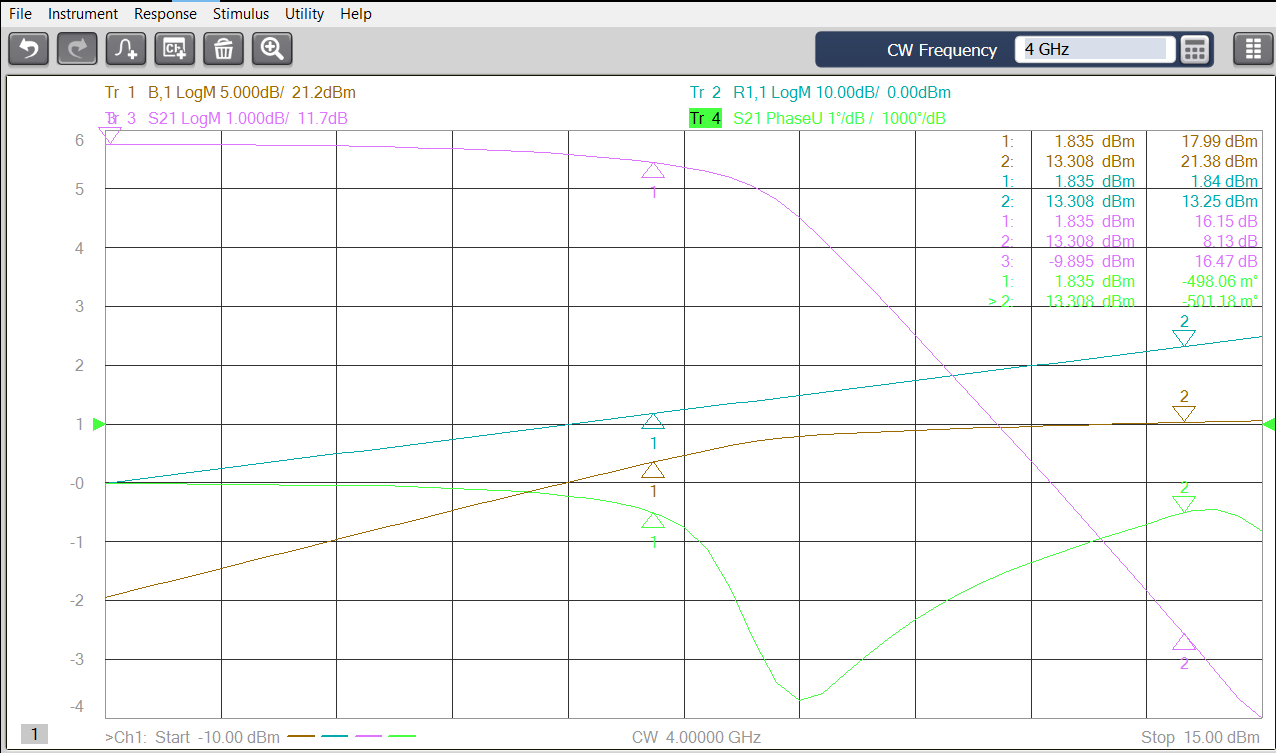 File Instrument Response Stimulus Utility Help
Ch CW Frequency 4 GHz
Tr 1 B,1 LogM 5.000dB/ 21.2dBm Tr 2 R1,1 LogM 10.00dB/ 0.00dBm
Tr 3 S21 LogM 1.000dB/ 11.7dB Tr 4 S21 PhaseU 1°/dB / 1000°/dB
3
6
1: 1.835 dBm 17.99 dBm
2: 13.308 dBm 21.38 dBm
5
1: 1.835 dBm 1.84 dBm
1
2: 13.308 dBm 13.25 dBm
1: 1.835 dBm 16.15 dB
4
2: 13.308 dBm 8.13 dB
3: -9.895 dBm 16.47 dB
1: 1.835 dBm -498.06 m°
3
> 2: 13.308 dBm -501.18 m°
2
2
2
1
1
-0
1
2
-1
1
-2
-3
2
-4
1 >Ch1: Start -10.00 dBm CW 4.00000 GHz Stop 15.00 dBm